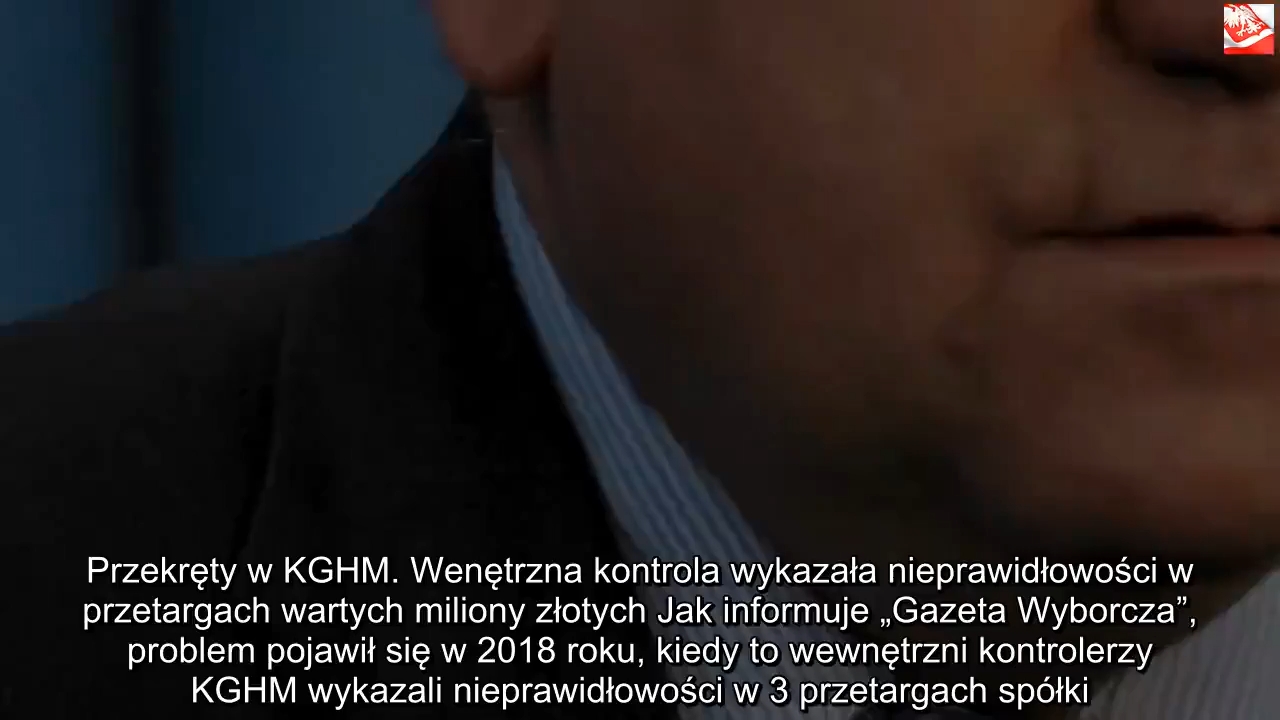 Przekręty w KGHM. Wenętrzna kontrola wykazała nieprawidłowości w
przetargach wartych miliony złotych Jak informuje „Gazeta Wyborcza”,
problem pojawił się w 2018 roku, kiedy to wewnętrzni kontrolerzy
KGHM wykazali nieprawidłowości w 3 przetargach spółki